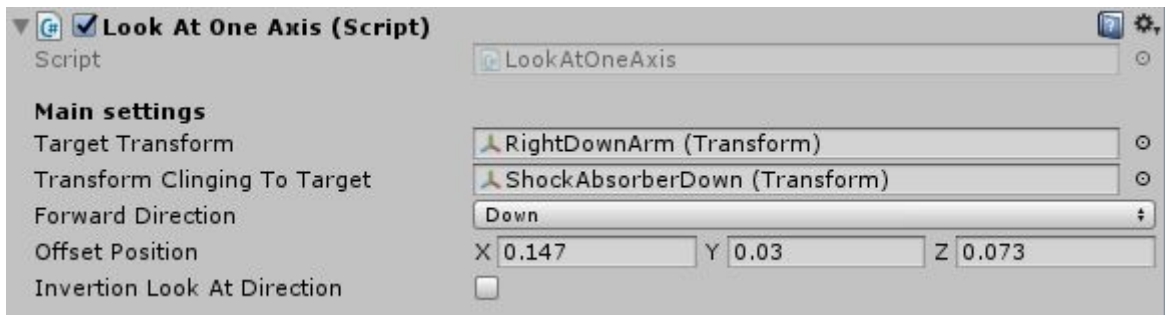 Look At One Axis (Script)
Script LookAtOneAxis
Main settings
Target Transform RightDownArm (Transform)
Transform Clinging To Target ShockAbsorberDown (Transform)
Forward Direction Down
Offset Position X 0.147 Y 0.03 Z 0.073
Invertion Look At Direction